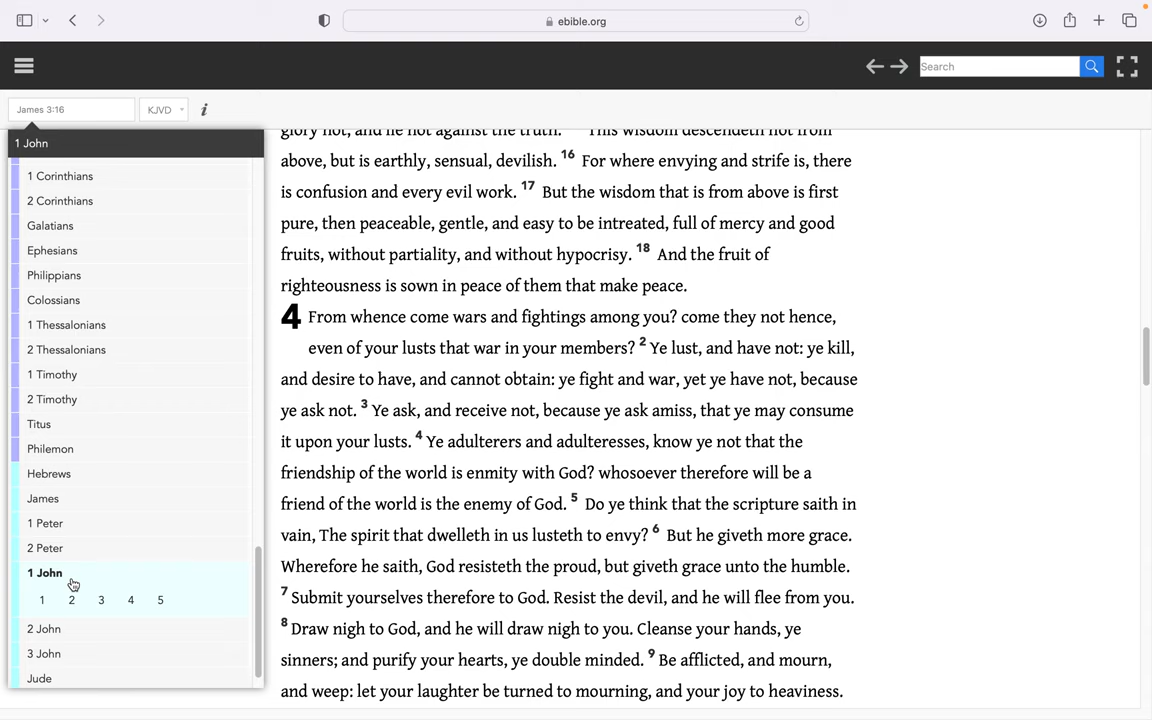 ebible.org
Search
James 3:16
KJVD
i
1 John
1 Corinthians
2 Corinthians
Galatians
Ephesians
Philippians
Colossians
1 Thessalonians
2 Thessalonians
1 Timothy
2 Timothy
Titus
Philemon
Hebrews
James
1 Peter
2 Peter
1 John
1 2 3 4 5
2 John
3 John
Jude
glory not, and lie not against the truth. This wisdom descendeth not from
above, but is earthly, sensual, devilish. 16 For where envying and strife is, there
is confusion and every evil work. 17 But the wisdom that is from above is first
pure, then peaceable, gentle, and easy to be intreated, full of mercy and good
fruits, without partiality, and without hypocrisy. 18 And the fruit of
righteousness is sown in peace of them that make peace.
4 From whence come wars and fightings among you? come they not hence,
even of your lusts that war in your members? 2 Ye lust, and have not: ye kill,
and desire to have, and cannot obtain: ye fight and war, yet ye have not, because
ye ask not. 3 Ye ask, and receive not, because ye ask amiss, that ye may consume
it upon your lusts. 4 Ye adulterers and adulteresses, know ye not that the
friendship of the world is enmity with God? whosoever therefore will be a
friend of the world is the enemy of God. 5 Do ye think that the scripture saith in
vain, The spirit that dwelleth in us lusteth to envy? 6 But he giveth more grace.
Wherefore he saith, God resisteth the proud, but giveth grace unto the humble.
7 Submit yourselves therefore to God. Resist the devil, and he will flee from you.
8 Draw nigh to God, and he will draw nigh to you. Cleanse your hands, ye
sinners; and purify your hearts, ye double minded. 9 Be afflicted, and mourn,
and weep: let your laughter be turned to mourning, and your joy to heaviness.